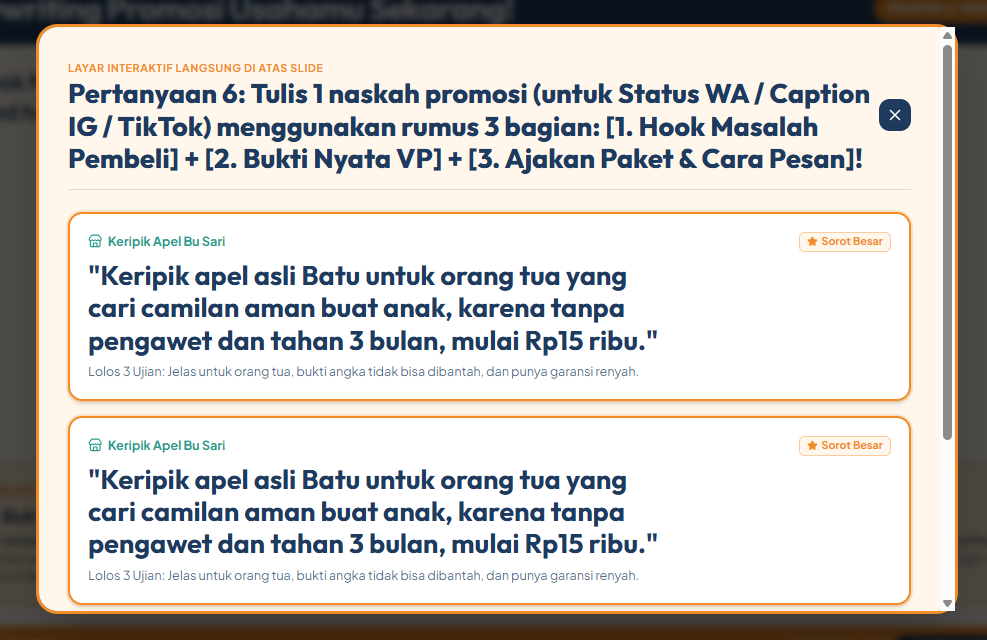 writing Promosi Usahamu Sekarang!
LAYAR INTERAKTIF LANGSUNG DI ATAS SLIDE
Pertanyaan 6: Tulis 1 naskah promosi (untuk Status WA / Caption
IG / TikTok) menggunakan rumus 3 bagian: [1. Hook Masalah
Pembeli] + [2. Bukti Nyata VP] + [3. Ajakan Paket & Cara Pesan]!
Keripik Apel Bu Sari
Sorot Besar
"Keripik apel asli Batu untuk orang tua yang
cari camilan aman buat anak, karena tanpa
pengawet dan tahan 3 bulan, mulai Rp15 ribu."
Lolos 3 Ujian: Jelas untuk orang tua, bukti angka tidak bisa dibantah, dan punya garansi renyah.
Keripik Apel Bu Sari
Sorot Besar
"Keripik apel asli Batu untuk orang tua yang
cari camilan aman buat anak, karena tanpa
pengawet dan tahan 3 bulan, mulai Rp15 ribu."
Lolos 3 Ujian: Jelas untuk orang tua, bukti angka tidak bisa dibantah, dan punya garansi renyah.